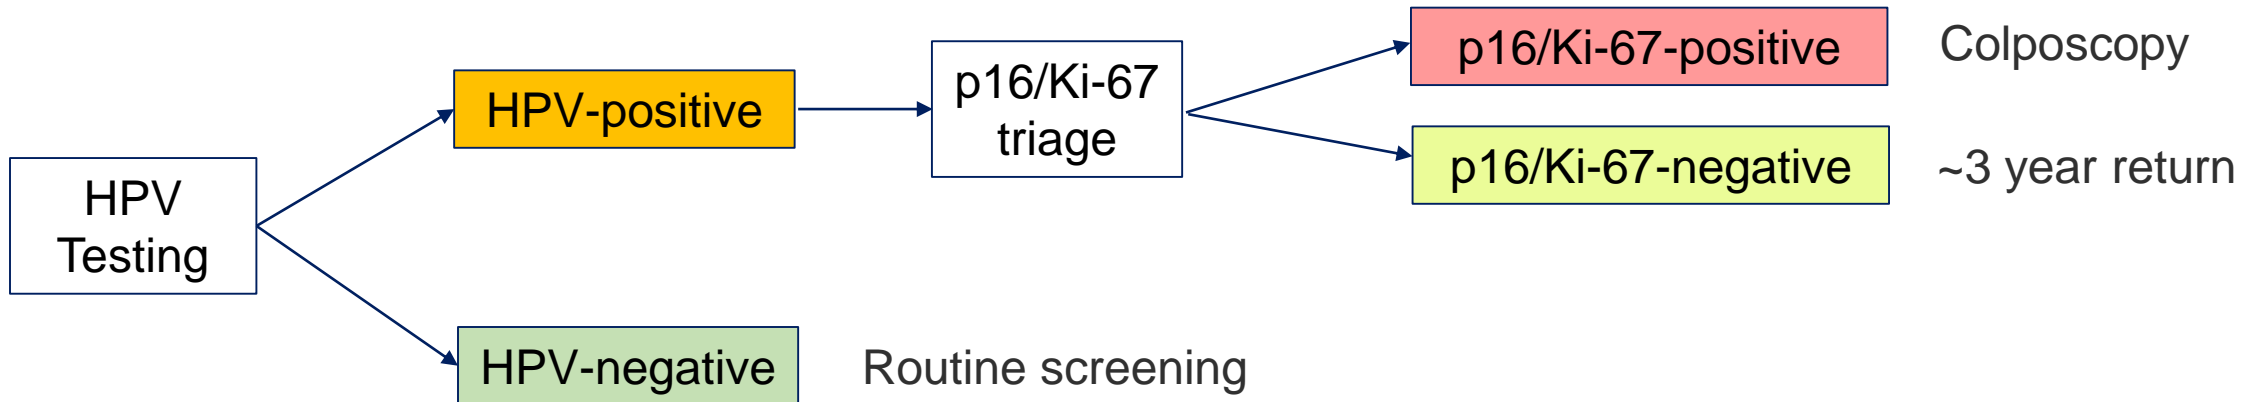 HPV
Testing
HPV-positive
p16/Ki-67
triage
p16/Ki-67-positive
Colposcopy
p16/Ki-67-negative
~3 year return
HPV-negative
Routine screening